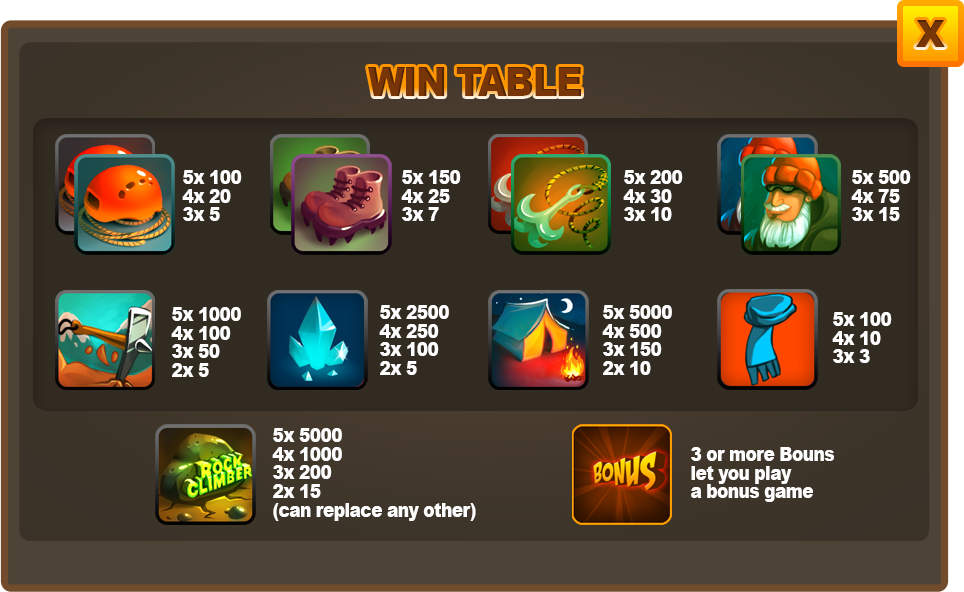 X
WIN TABLE
5x 100
4x 20
3x 5
5x 150
4x 25
3x 7
5x 200
4x 30
3x 10
5x 500
4x 75
3x 15
5x 1000
4x 100
3x 50
2x 5
5x 2500
4x 250
3x 100
2x 5
5x 5000
4x 500
3x 150
2x 10
5x 100
4x 10
3x 3
ROCK
CLIMBER
5x 5000
4x 1000
3x 200
2x 15
(can replace any other)
BONUS
3 or more Bouns
let you play
a bonus game